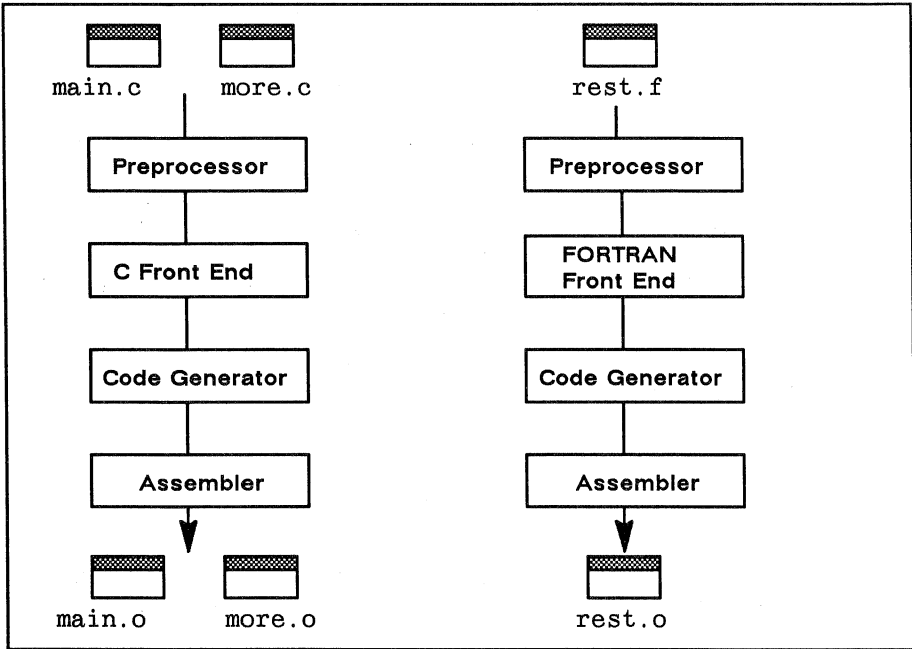 main.c more.c
Preprocessor
C Front End
Code Generator
Assembler
main.o more.o
rest.f
Preprocessor
FORTRAN
Front End
Code Generator
Assembler
rest.o